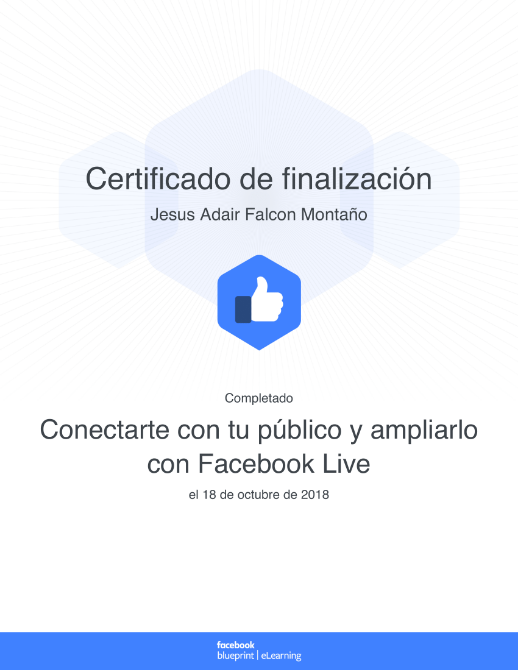 Certificado de finalización
Jesus Adair Falcon Montaño
Completado
Conectarte con tu público y ampliarlo
con Facebook Live
el 18 de octubre de 2018
facebook
blueprint | eLearning